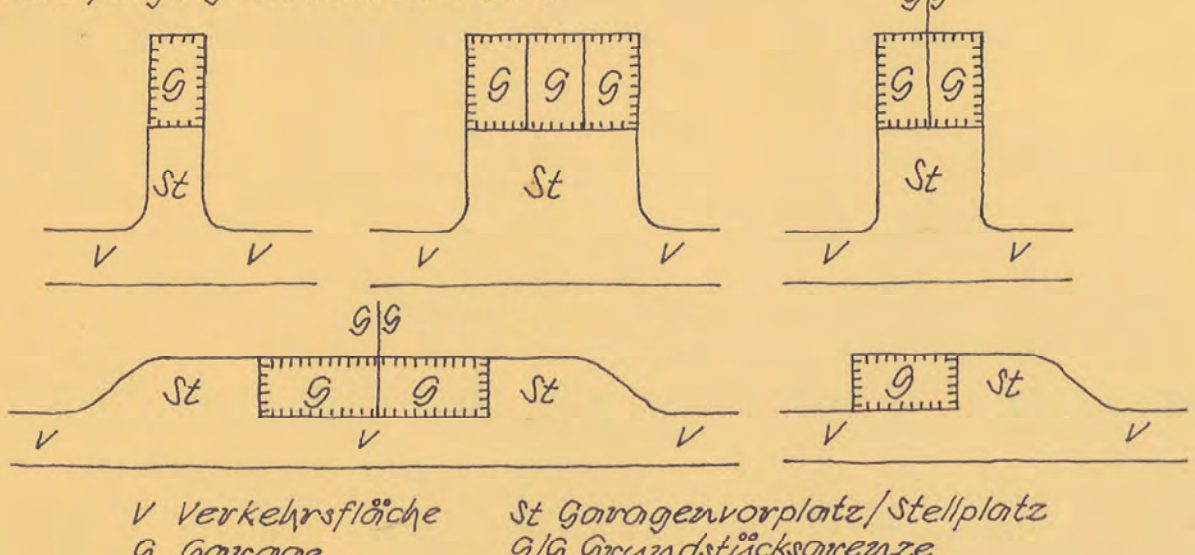 G G
G G G G G G
St St St
V V V V V V
G G
St G G St G St
V V V V V
V Verkehrsfläche St Garagenvorplatz/Stellplatz
G Garage G/G Grundstücksgrenze